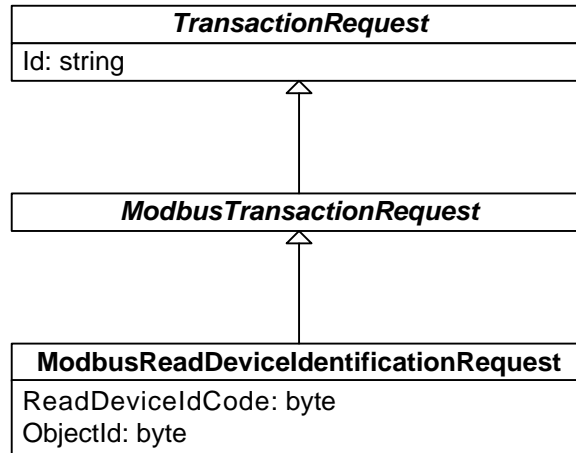 TransactionRequest
Id: string
ModbusTransactionRequest
ModbusReadDeviceIdentificationRequest
ReadDeviceIdCode: byte
ObjectId: byte